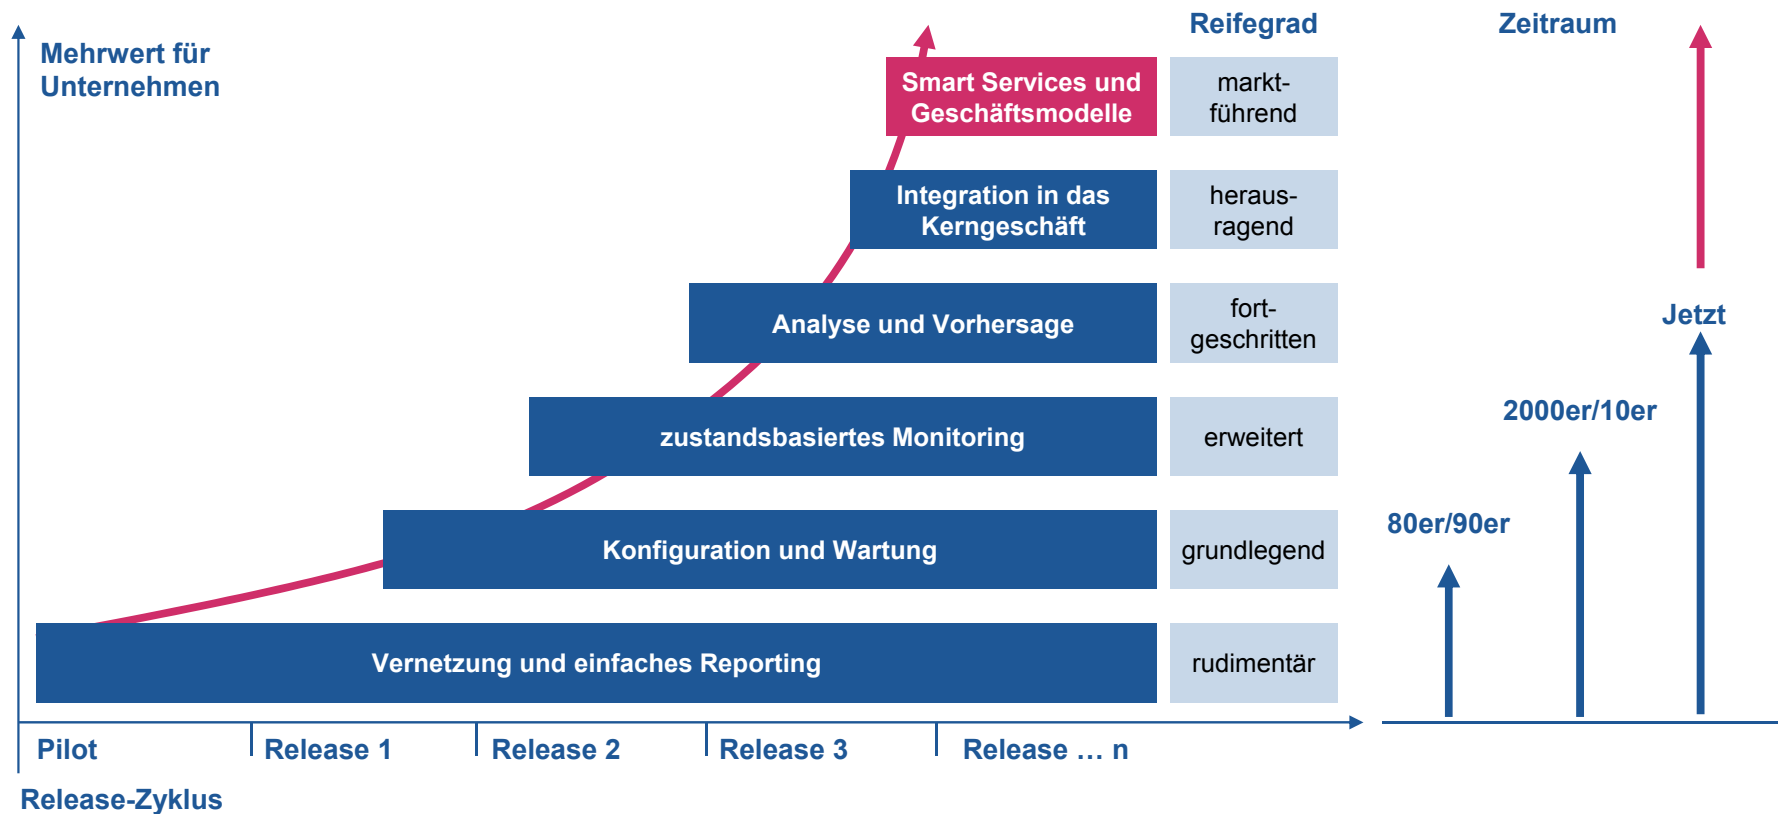 Reifegrad
Zeitraum
Mehrwert für
Unternehmen
Smart Services und
Geschäftsmodelle
markt-
führend
Integration in das
Kerngeschäft
heraus-
ragend
Analyse und Vorhersage
fort-
geschritten
Jetzt
zustandsbasiertes Monitoring
erweitert
2000er/10er
Konfiguration und Wartung
grundlegend
80er/90er
Vernetzung und einfaches Reporting
rudimentär
Pilot
Release 1
Release 2
Release 3
Release … n
Release-Zyklus